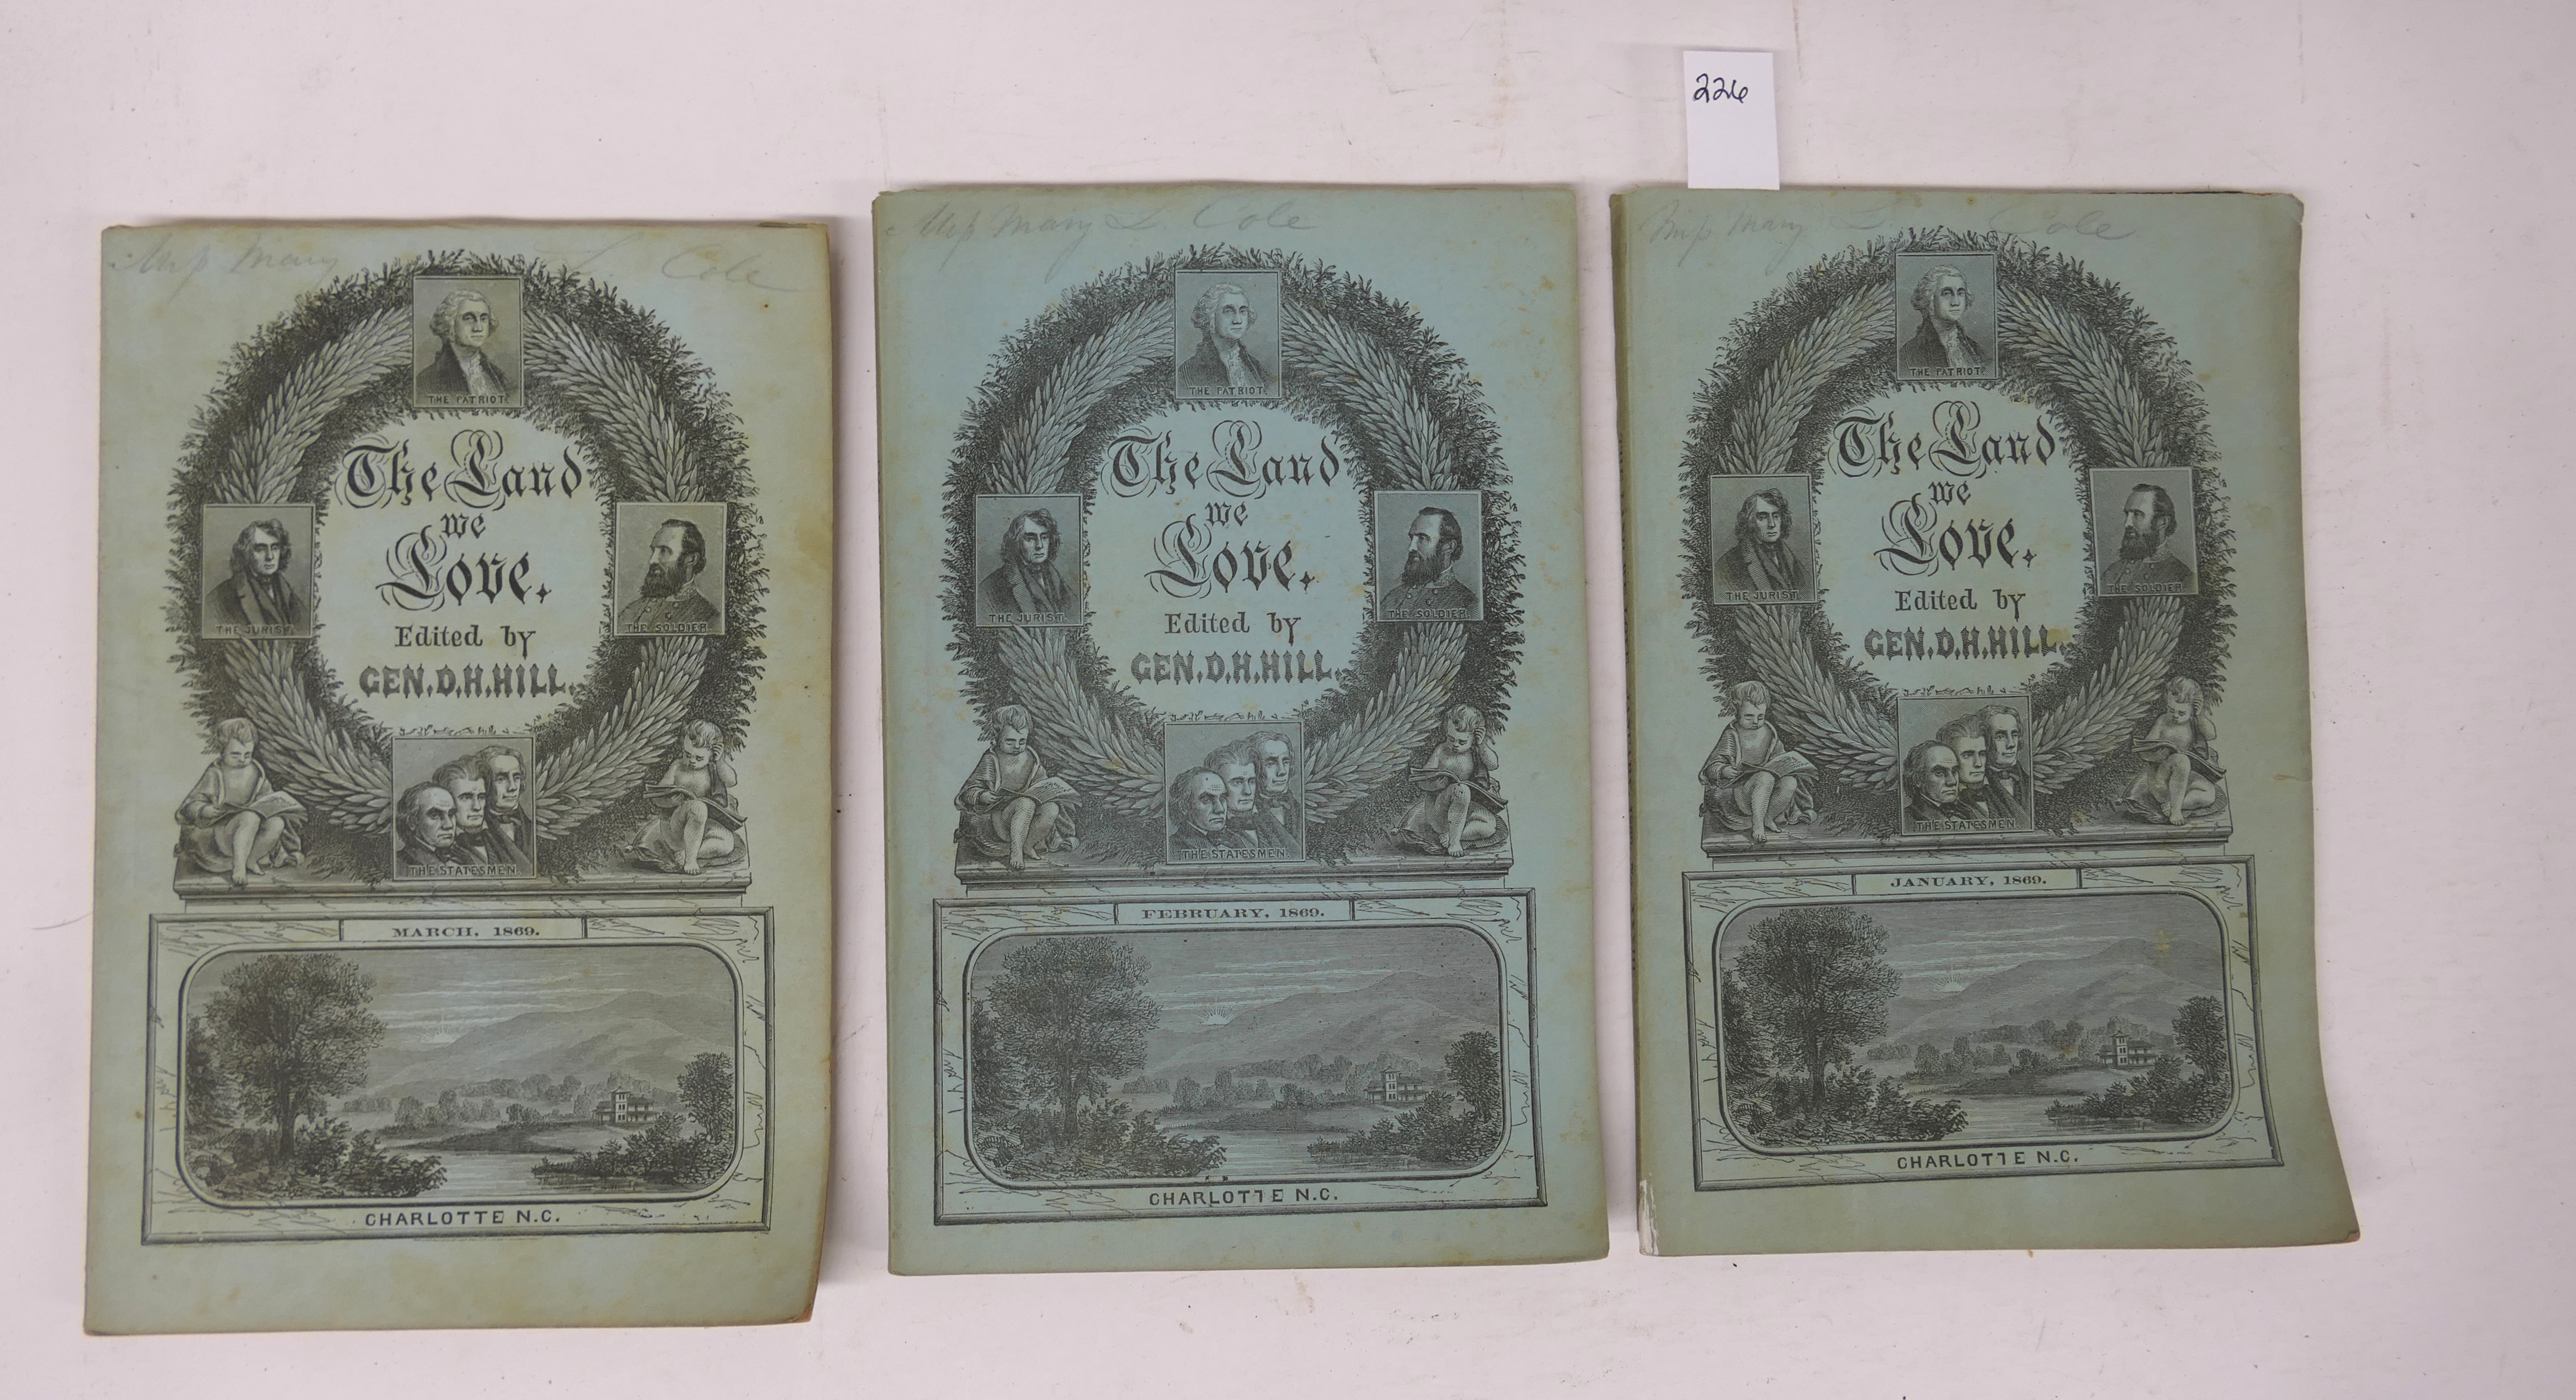 226
Miss Mary L. Cole
THE PATRIOT.
The Land
we
Love.
THE JURIST.
THE SOLDIER.
Edited by
GEN. D. H. HILL.
THE STATESMEN.
MARCH, 1869.
CHARLOTTE N.C.
Miss Mary L. Cole
THE PATRIOT.
The Land
we
Love.
THE JURIST.
THE SOLDIER.
Edited by
GEN. D. H. HILL.
THE STATESMEN.
FEBRUARY, 1869.
CHARLOTTE N.C.
Miss Mary L. Cole
THE PATRIOT.
The Land
we
Love.
THE JURIST.
THE SOLDIER.
Edited by
GEN. D. H. HILL.
THE STATESMEN.
JANUARY, 1869.
CHARLOTTE N.C.